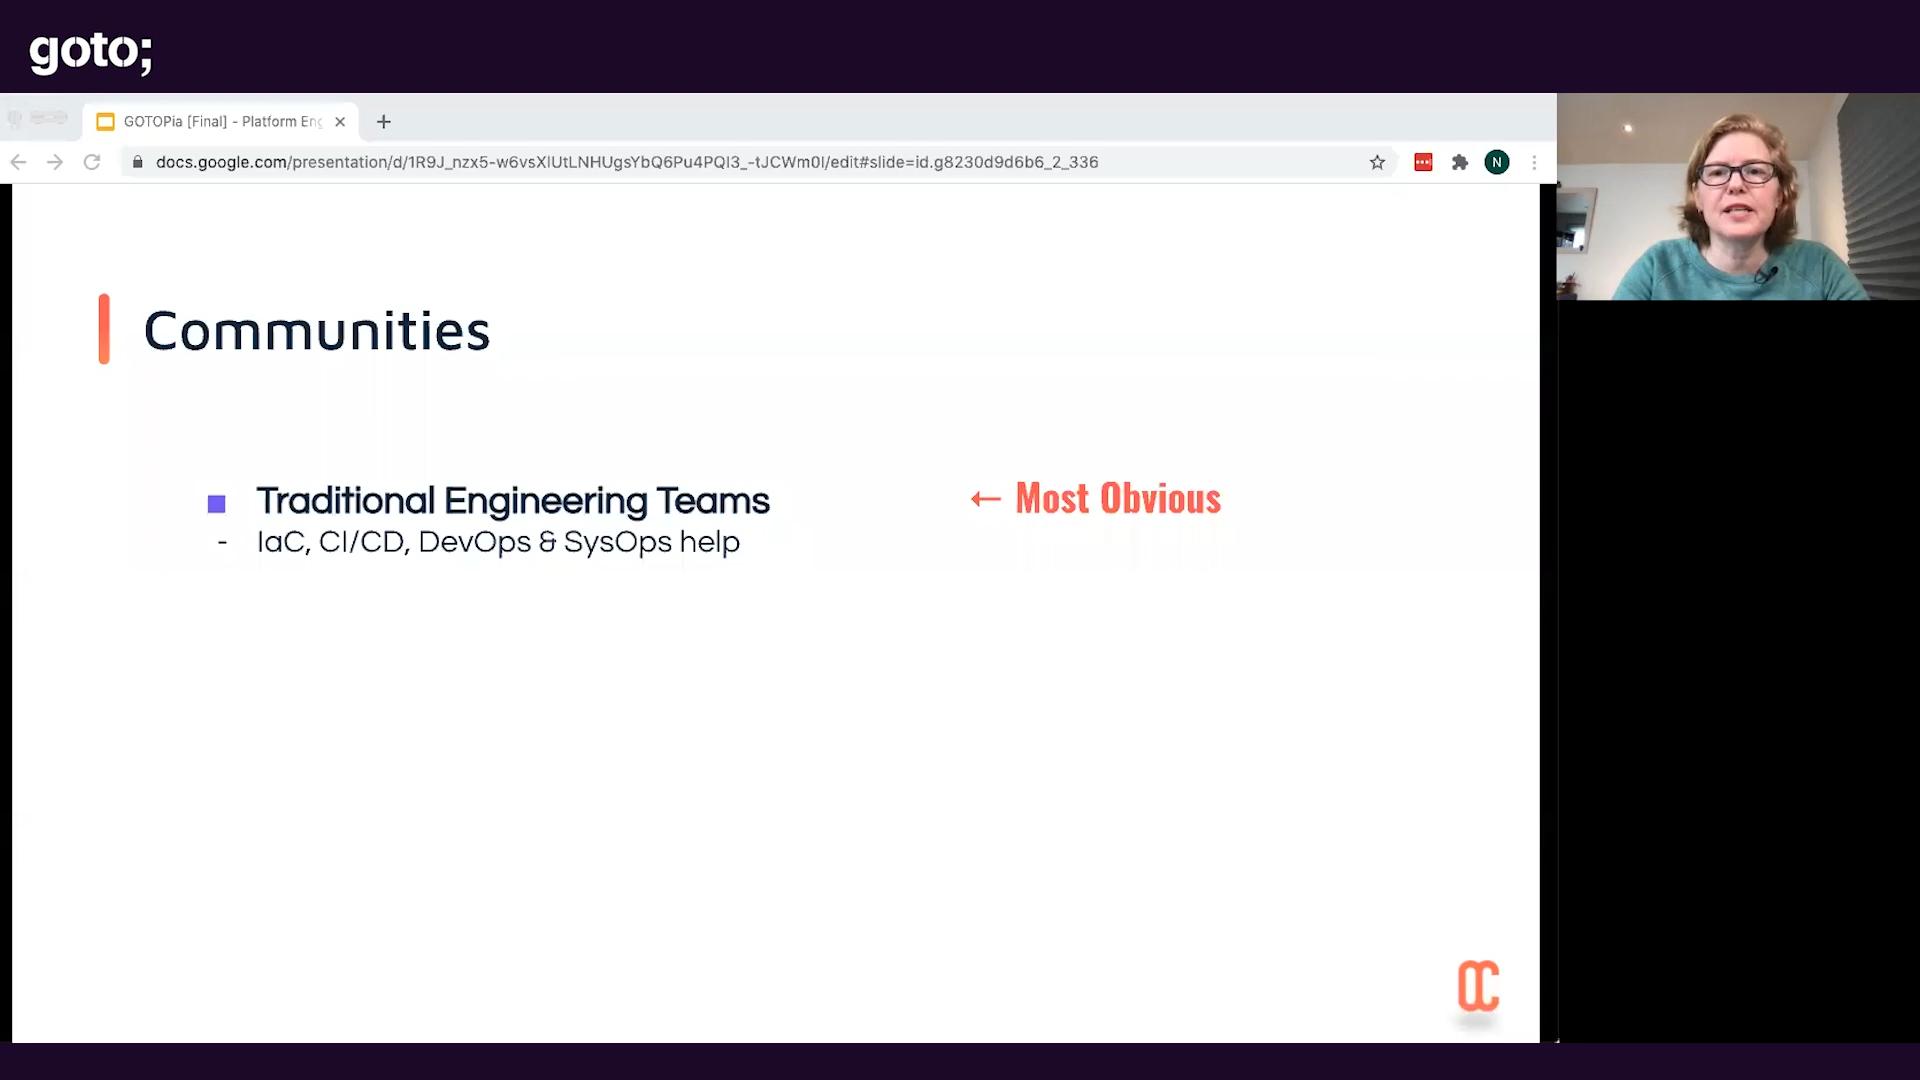 goto;
GOTOPia [Final] - Platform Eng
docs.google.com/presentation/d/1R9J_nzx5-w6vsXlUtLNHUgsYbQ6Pu4PQI3_-tJCWm0I/edit#slide=id.g8230d9d6b6_2_336
N
Communities
Traditional Engineering Teams ← Most Obvious
- IaC, CI/CD, DevOps & SysOps help